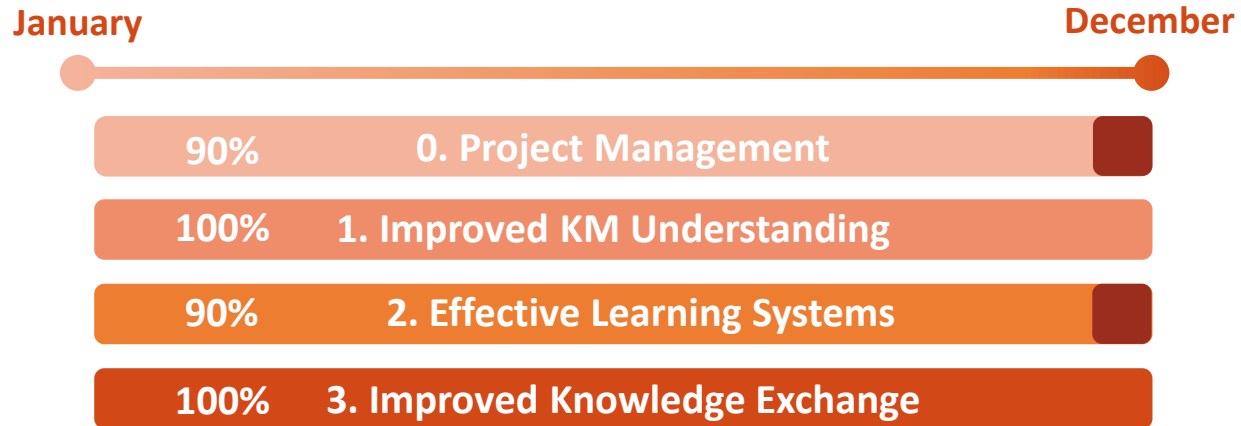 January
December
90% 0. Project Management
100% 1. Improved KM Understanding
90% 2. Effective Learning Systems
100% 3. Improved Knowledge Exchange